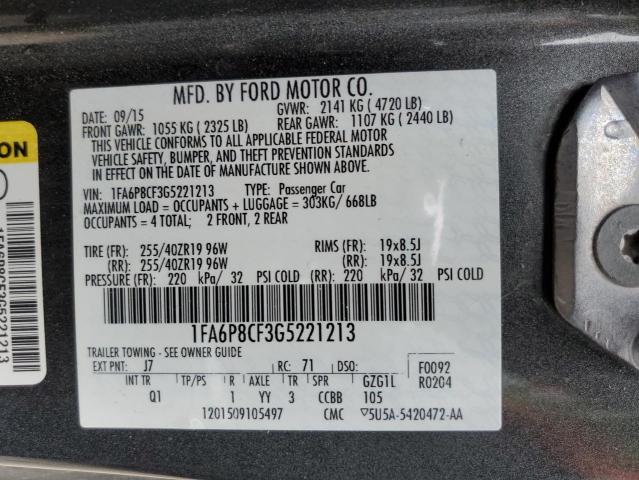 MFD. BY FORD MOTOR CO.
DATE: 09/15 GVWR: 2141 KG ( 4720 LB)
FRONT GAWR: 1055 KG ( 2325 LB) REAR GAWR: 1107 KG ( 2440 LB)
THIS VEHICLE CONFORMS TO ALL APPLICABLE FEDERAL MOTOR
VEHICLE SAFETY, BUMPER, AND THEFT PREVENTION STANDARDS
IN EFFECT ON THE DATE OF MANUFACTURE SHOWN ABOVE.
VIN: 1FA6P8CF3G5221213 TYPE: Passenger Car
MAXIMUM LOAD = OCCUPANTS + LUGGAGE = 303KG/ 668LB
OCCUPANTS = 4 TOTAL; 2 FRONT, 2 REAR
TIRE (FR): 255/40ZR19 96W RIMS (FR): 19x8.5J
(RR): 255/40ZR19 96W (RR): 19x8.5J
PRESSURE (FR): 220 kPa/ 32 PSI COLD (RR): 220 kPa/ 32 PSI COLD
1FA6P8CF3G5221213
TRAILER TOWING - SEE OWNER GUIDE
EXT PNT: J7 RC: 71 DSO: F0092
INT TR TP/PS R AXLE TR SPR GZG1L R0204
Q1 1 YY 3 CCBB 105
1201509105497 CMC ▽5U5A-5420472-AA
ON
1FA6P8CF3G5221213